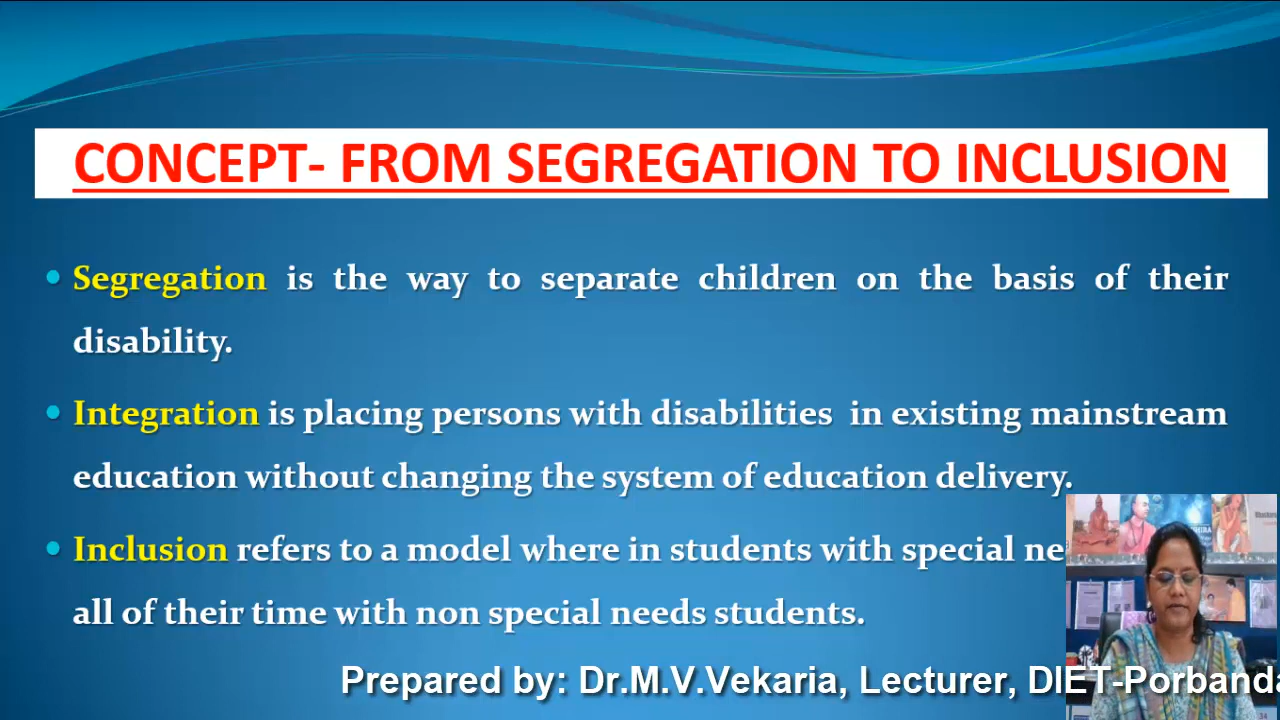 CONCEPT- FROM SEGREGATION TO INCLUSION
• Segregation is the way to separate children on the basis of their
disability.
• Integration is placing persons with disabilities in existing mainstream
education without changing the system of education delivery.
• Inclusion refers to a model where in students with special
all of their time with non special needs students.
Prepared by: Dr.M.V.Vekaria, Lecturer,